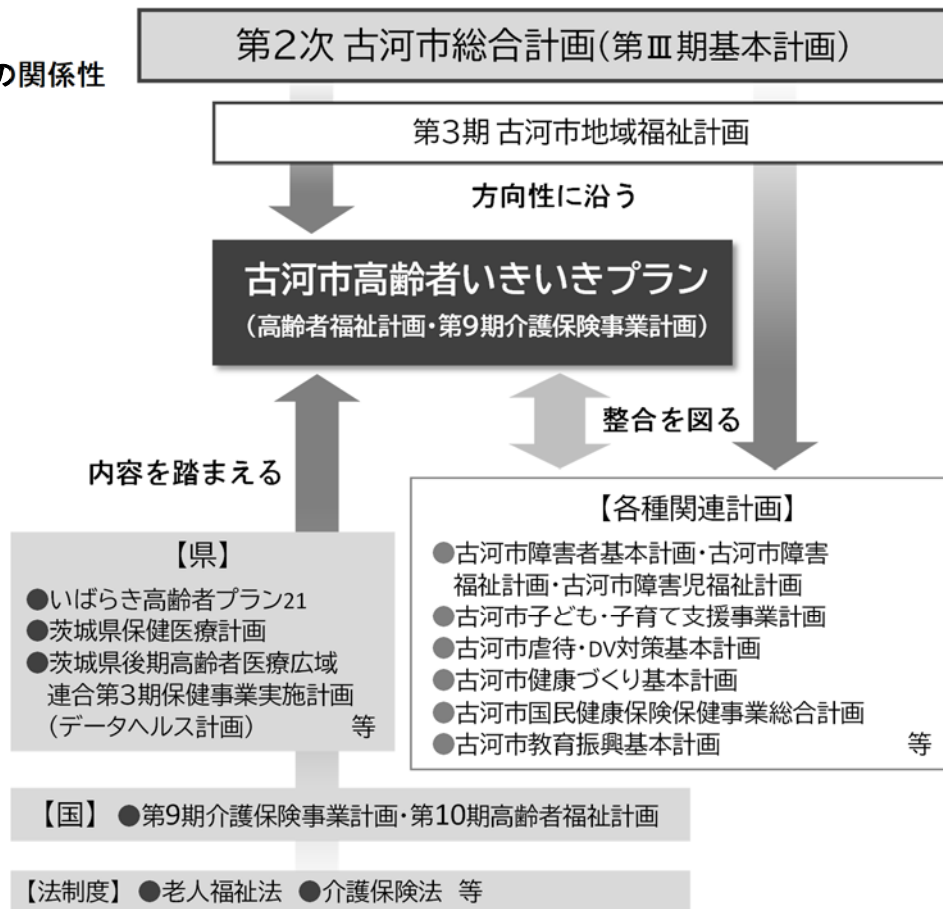 第2次 古河市総合計画(第Ⅲ期基本計画)
の関係性
第3期 古河市地域福祉計画
方向性に沿う
古河市高齢者いきいきプラン
(高齢者福祉計画・第9期介護保険事業計画)
整合を図る
内容を踏まえる
【県】
●いばらき高齢者プラン21
●茨城県保健医療計画
●茨城県後期高齢者医療広域
連合第3期保健事業実施計画
(データヘルス計画) 等
【各種関連計画】
●古河市障害者基本計画・古河市障害
福祉計画・古河市障害児福祉計画
●古河市子ども・子育て支援事業計画
●古河市虐待・DV対策基本計画
●古河市健康づくり基本計画
●古河市国民健康保険保健事業総合計画
●古河市教育振興基本計画 等
【国】 ●第9期介護保険事業計画・第10期高齢者福祉計画
【法制度】 ●老人福祉法 ●介護保険法 等